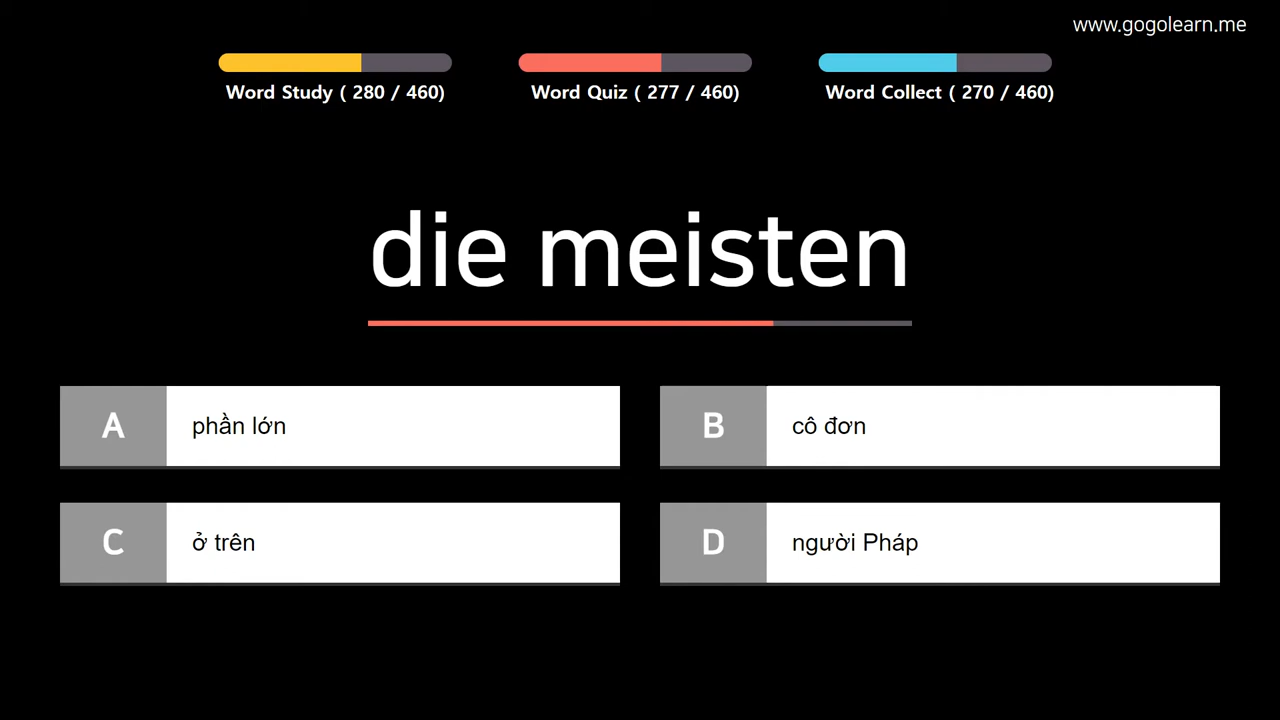 www.gogolearn.me
Word Study ( 280 / 460)
Word Quiz ( 277 / 460)
Word Collect ( 270 / 460)
die meisten
A
phần lớn
B
cô đơn
C
ở trên
D
người Pháp